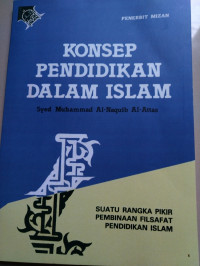 PENERBIT MIZAN
KONSEP
PENDIDIKAN
DALAM ISLAM
Syed Muhammad Al-Naquib Al-Attas
SUATU RANGKA PIKIR
PEMBINAAN FILSAFAT
PENDIDIKAN ISLAM